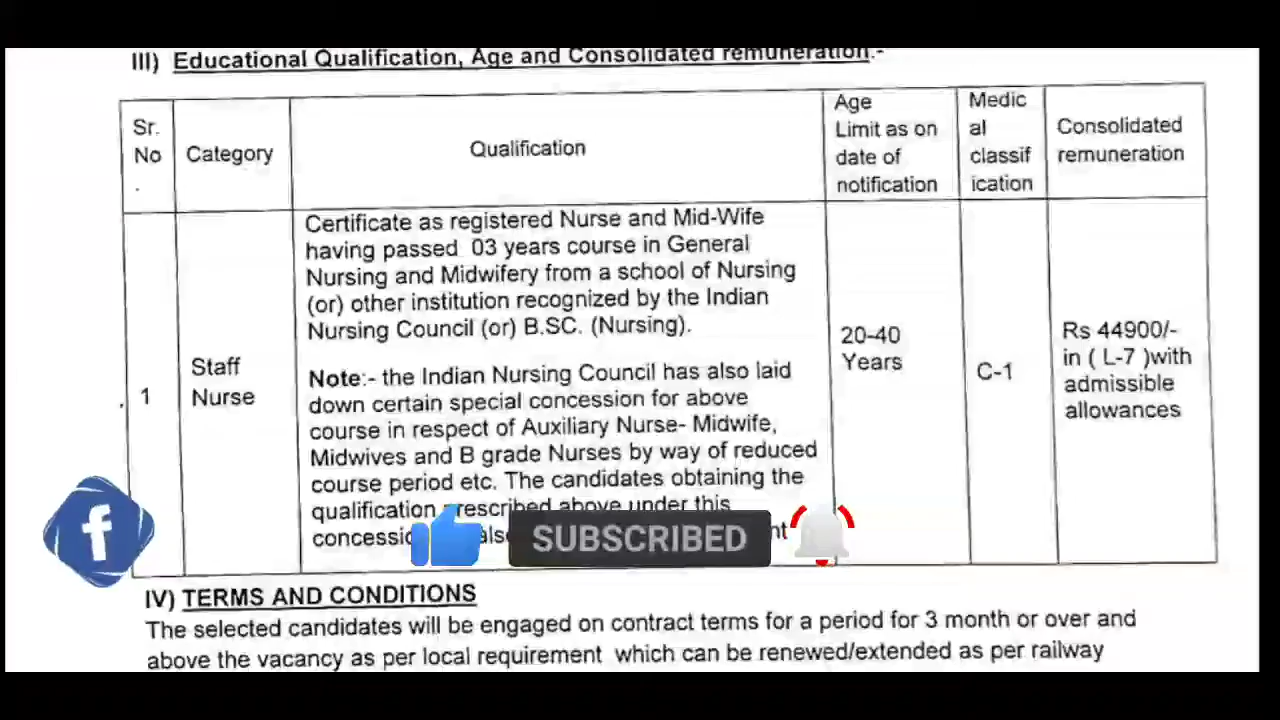 III) Educational Qualification, Age and Consolidated remuneration.-
Sr.
No
.
Category
Qualification
Age
Limit as on
date of
notification
Medic
al
classif
ication
Consolidated
remuneration
1
Staff
Nurse
Certificate as registered Nurse and Mid-Wife
having passed 03 years course in General
Nursing and Midwifery from a school of Nursing
(or) other institution recognized by the Indian
Nursing Council (or) B.SC. (Nursing).
Note:- the Indian Nursing Council has also laid
down certain special concession for above
course in respect of Auxiliary Nurse- Midwife,
Midwives and B grade Nurses by way of reduced
course period etc. The candidates obtaining the
qualification prescribed above under this
20-40
Years
C-1
Rs 44900/-
in ( L-7 )with
admissible
allowances
f
SUBSCRIBED
IV) TERMS AND CONDITIONS
The selected candidates will be engaged on contract terms for a period for 3 month or over and
above the vacancy as per local requirement which can be renewed/extended as per railway